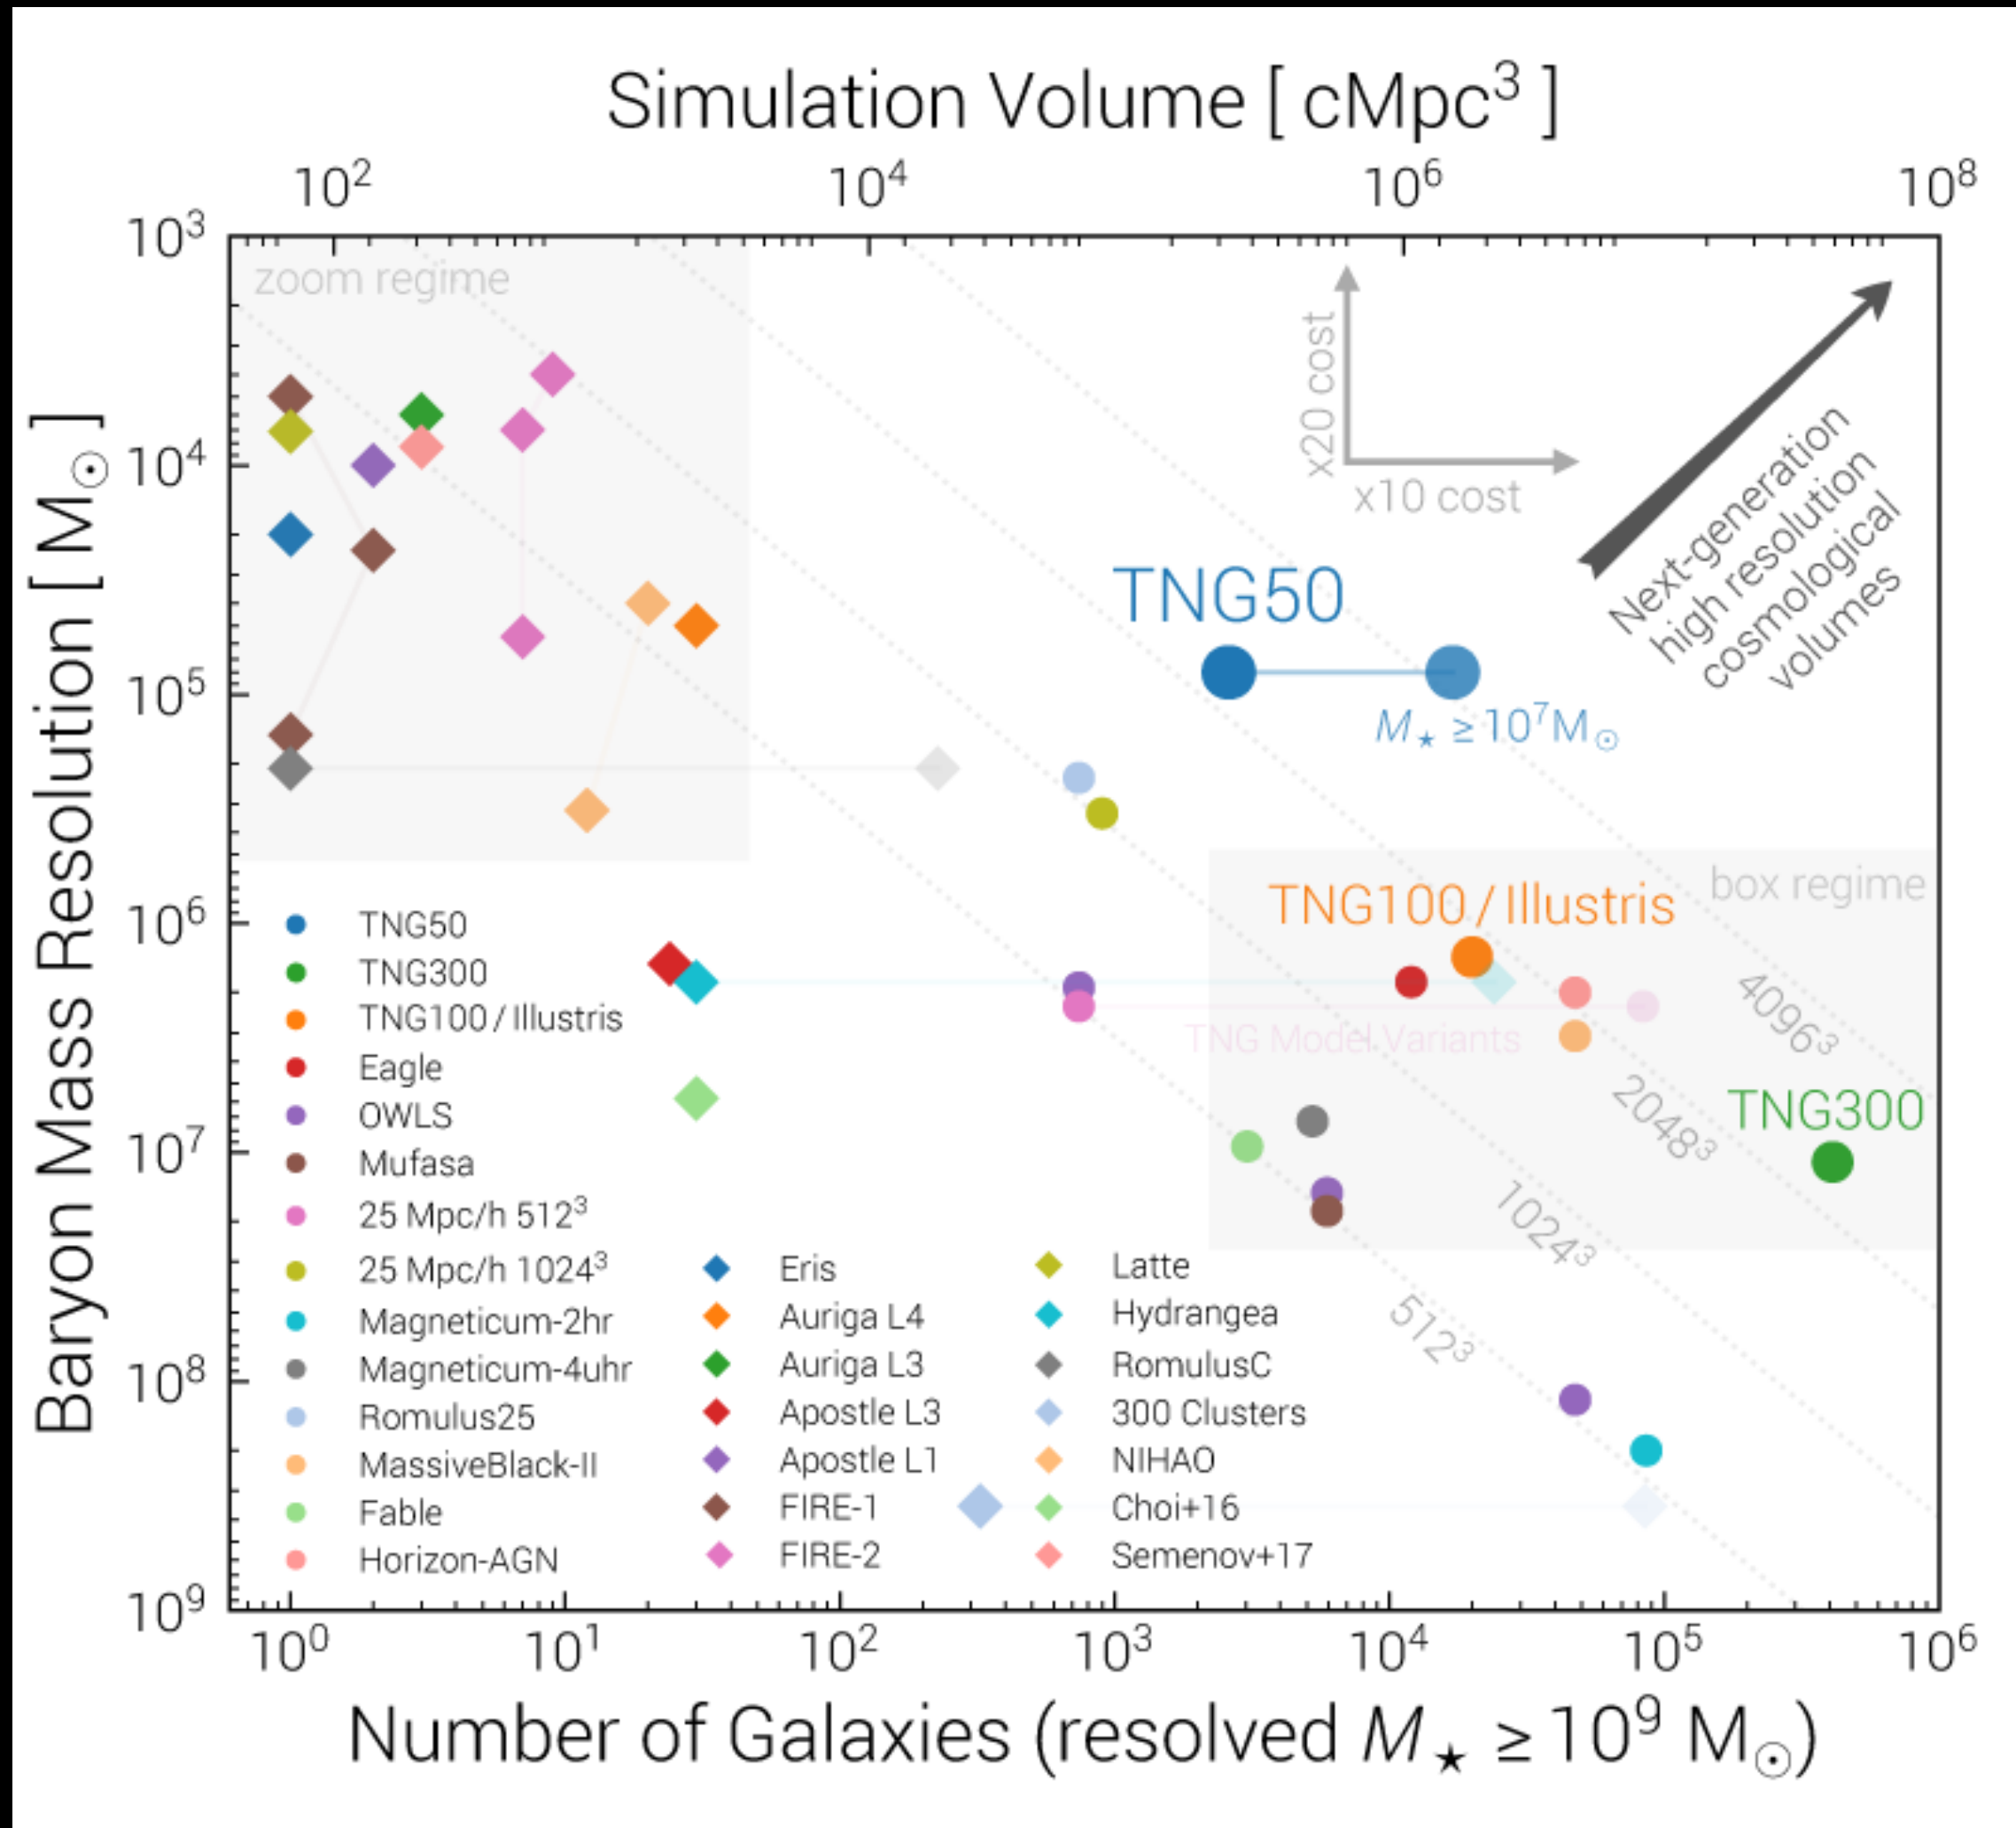 Simulation Volume [ cMpc³ ]
10² 10⁴ 10⁶ 10⁸
Baryon Mass Resolution [ M☉ ]
10³
10⁴
10⁵
10⁶
10⁷
10⁸
10⁹
zoom regime
x20 cost
x10 cost
Next-generation
high resolution
cosmological
volumes
TNG50
M★ ≥ 10⁷M☉
TNG100 / Illustris
box regime
TNG Model Variants
TNG300
4096³
2048³
1024³
512³
TNG50
TNG300
TNG100 / Illustris
Eagle
OWLS
Mufasa
25 Mpc/h 512³
25 Mpc/h 1024³
Magneticum-2hr
Magneticum-4uhr
Romulus25
MassiveBlack-II
Fable
Horizon-AGN
Eris
Auriga L4
Auriga L3
Apostle L3
Apostle L1
FIRE-1
FIRE-2
Latte
Hydrangea
RomulusC
300 Clusters
NIHAO
Choi+16
Semenov+17
10⁰ 10¹ 10² 10³ 10⁴ 10⁵ 10⁶
Number of Galaxies (resolved M★ ≥ 10⁹ M☉)